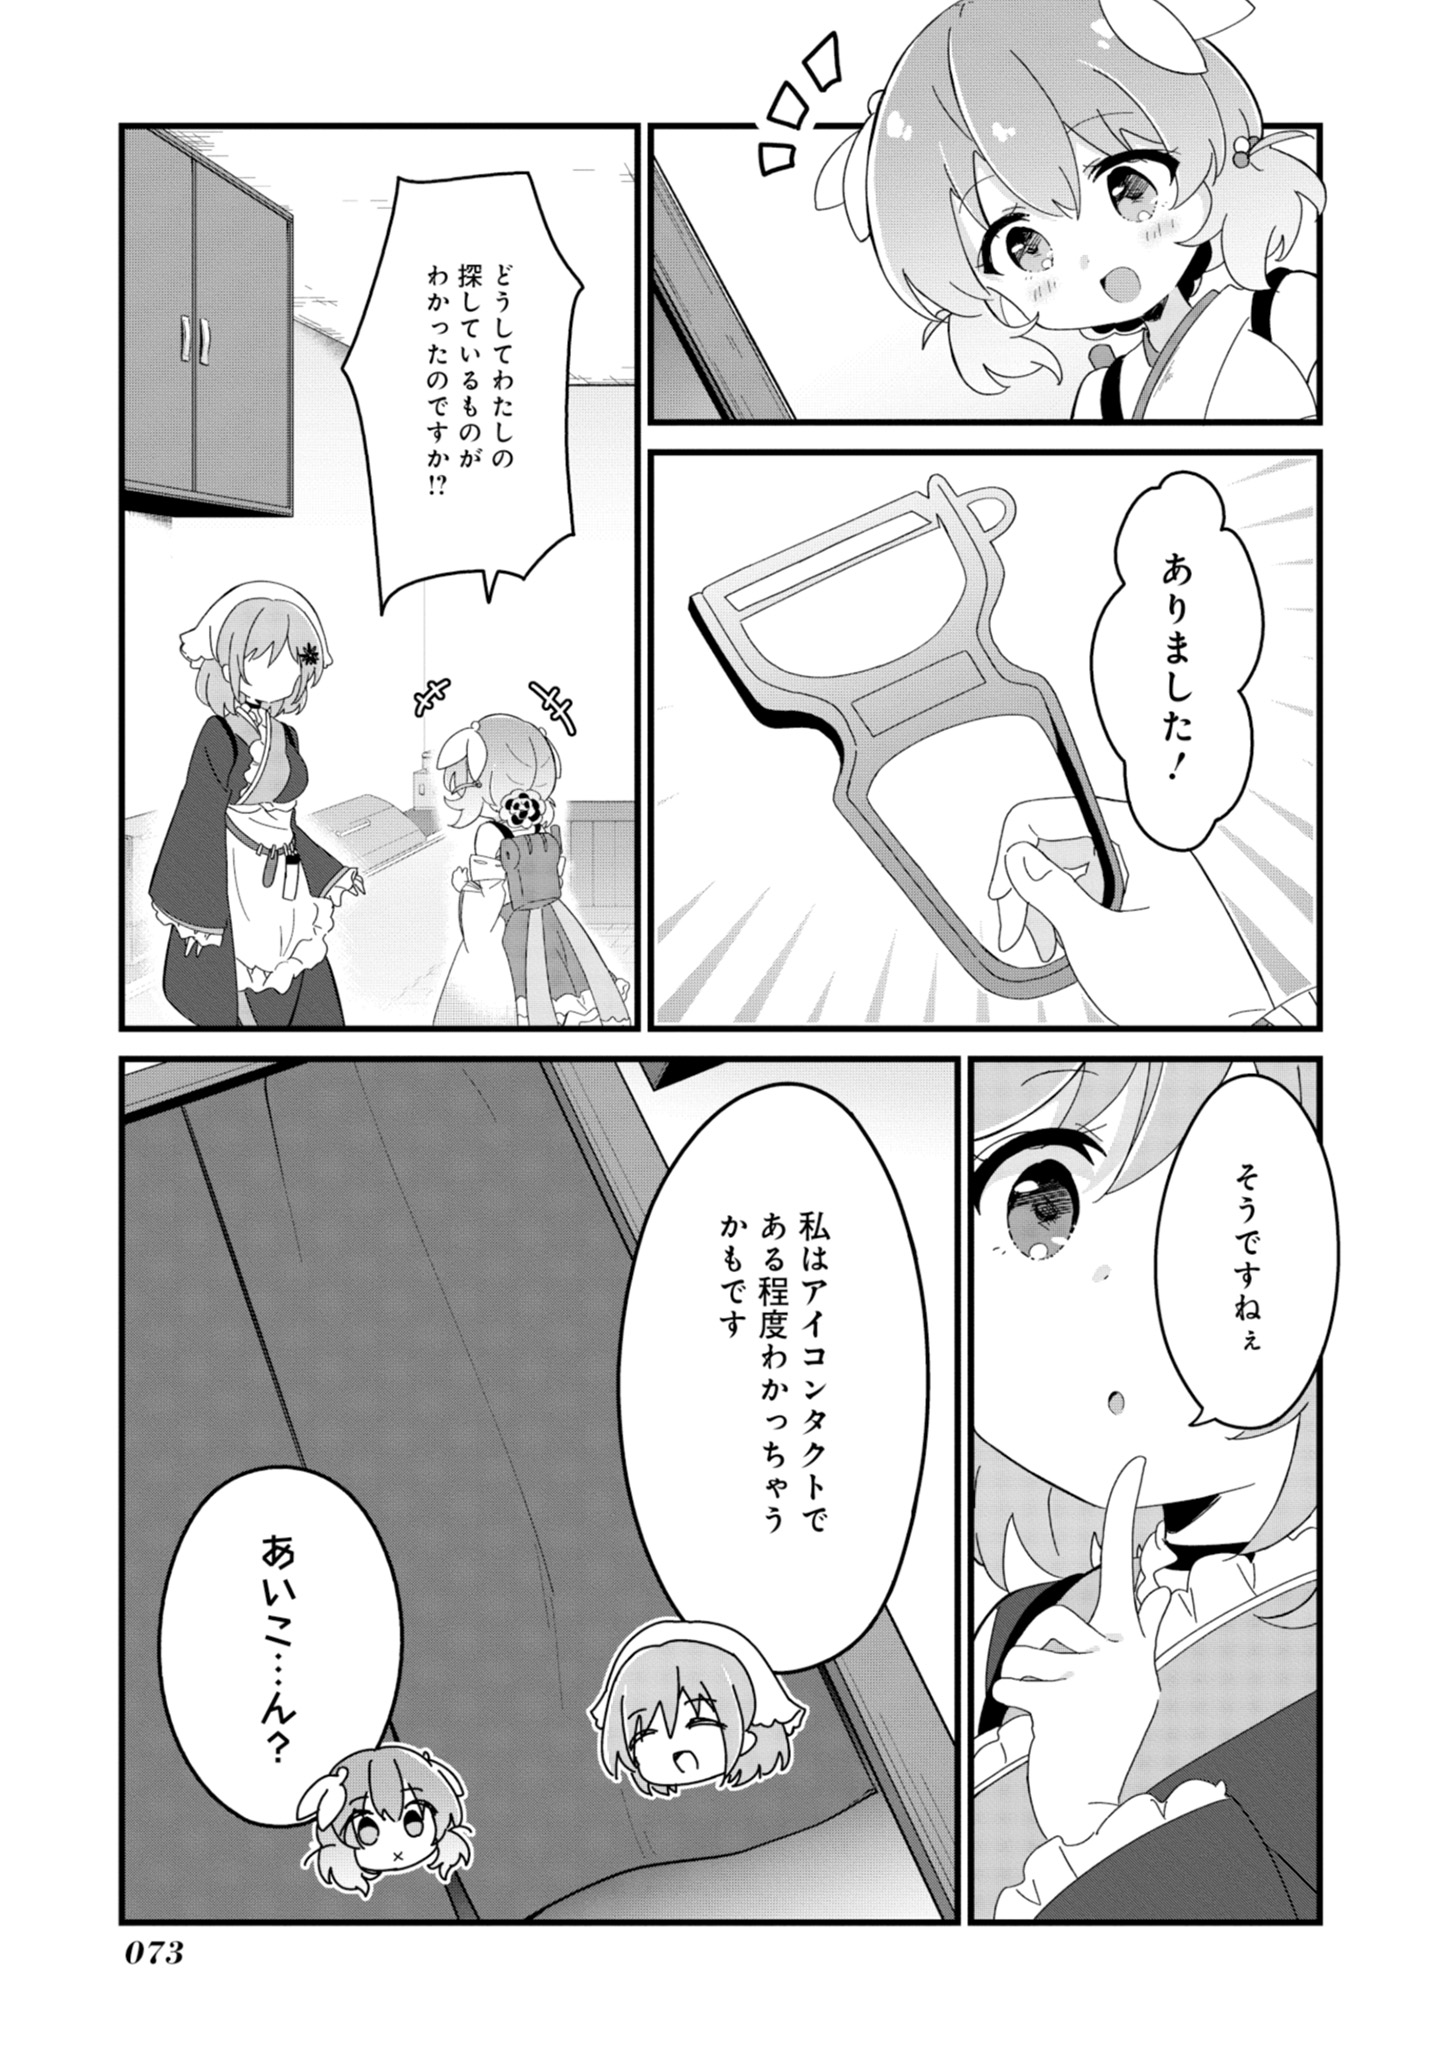 ありました!
どうしてわたしの
探しているものが
わかったのですか!?
そうですねぇ
私はアイコンタクトで
ある程度わかっちゃう
かもです
あいこ…ん?
073